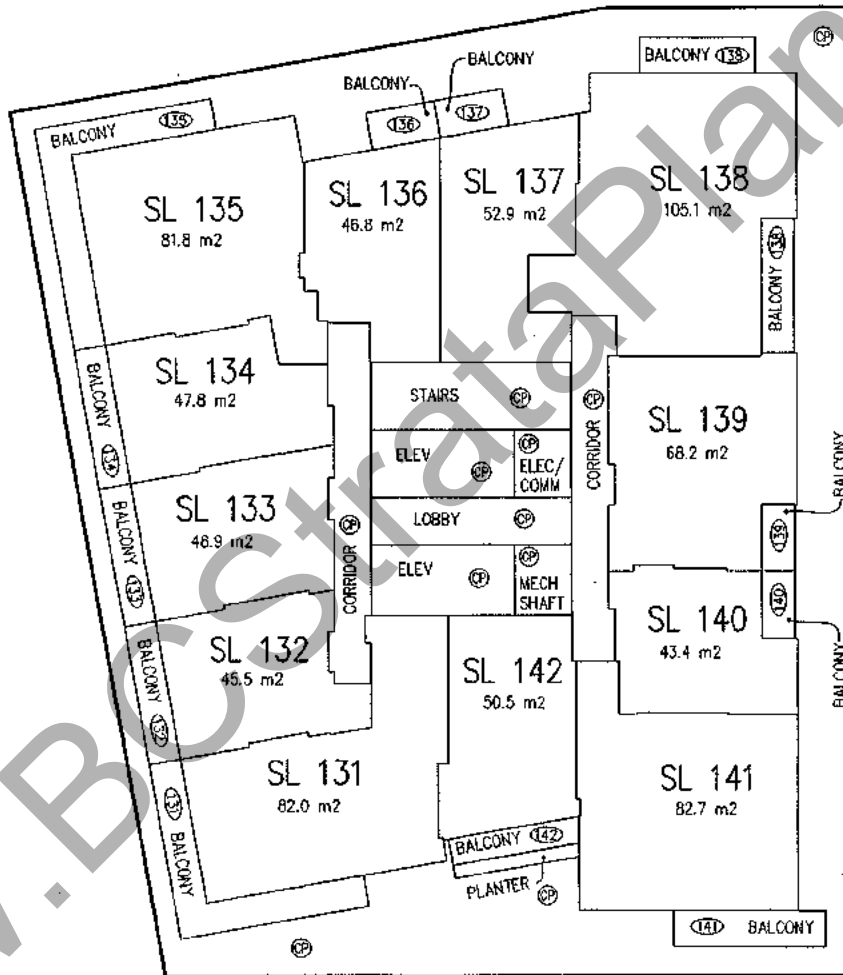 BALCONY 138
CP
BALCONY
BALCONY
BALCONY 135
136
137
SL 135
81.8 m2
SL 136
46.8 m2
SL 137
52.9 m2
SL 138
105.1 m2
BALCONY 138
SL 134
47.8 m2
BALCONY 134
STAIRS CP
CORRIDOR CP
SL 139
68.2 m2
ELEV CP
CP
ELEC/
COMM
BALCONY
139
SL 133
46.9 m2
BALCONY 133
CORRIDOR CP
LOBBY CP
ELEV CP
CP
MECH
SHAFT
140
BALCONY
SL 140
43.4 m2
SL 132
45.5 m2
BALCONY 132
SL 142
50.5 m2
SL 131
82.0 m2
131 BALCONY
SL 141
82.7 m2
BALCONY 142
PLANTER CP
CP
141 BALCONY
.BCStrataPlan